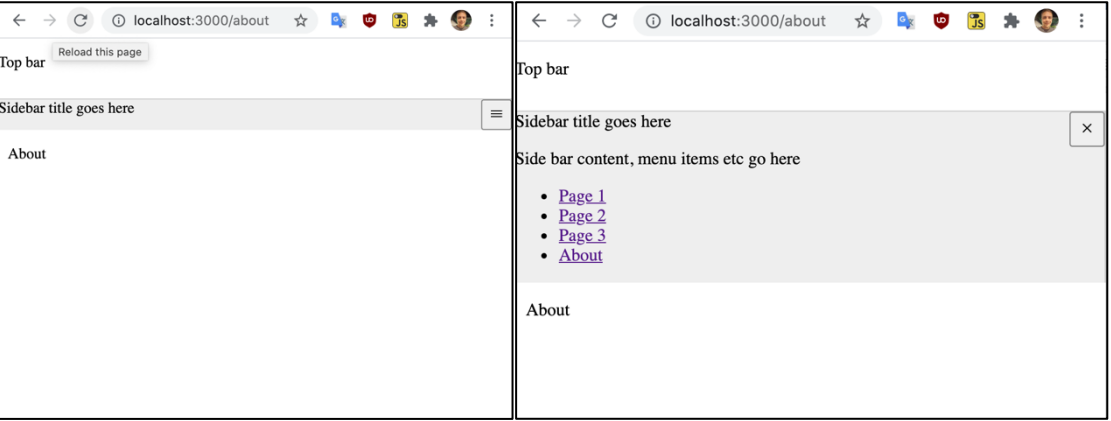 localhost:3000/about
JS
Reload this page
Top bar
Sidebar title goes here
About
localhost:3000/about
JS
Top bar
Sidebar title goes here
Side bar content, menu items etc go here
Page 1
Page 2
Page 3
About
About